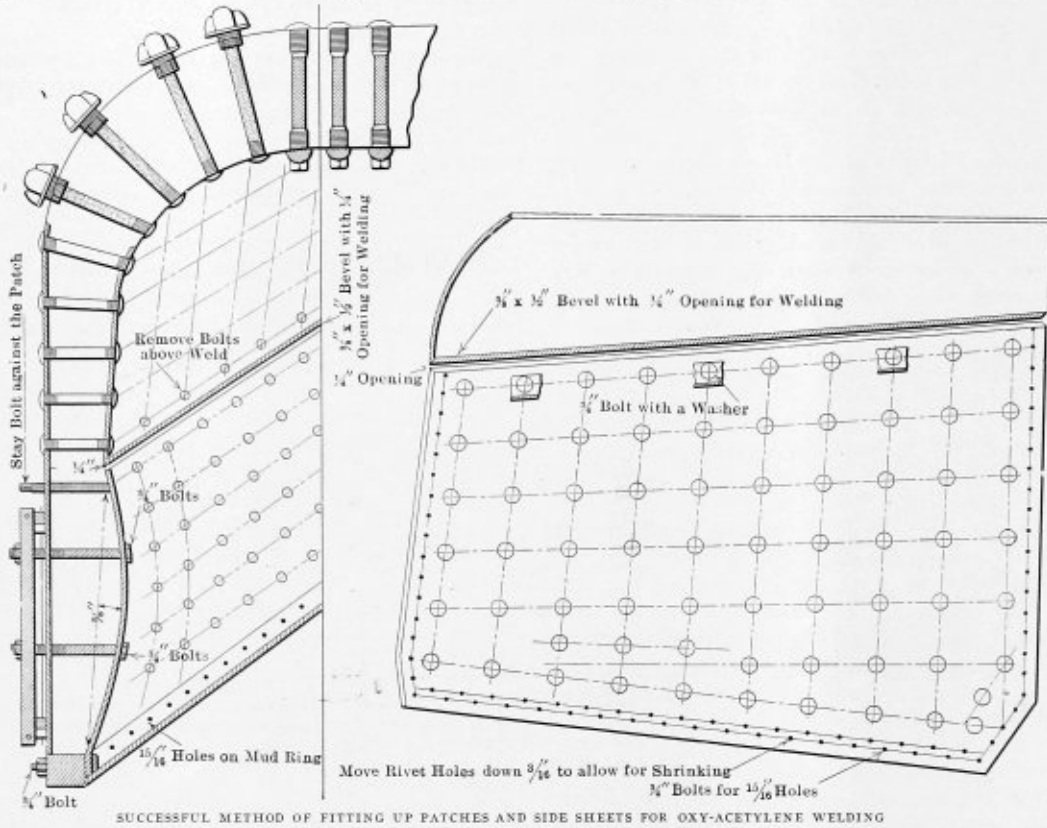 Stay Bolt against the Patch
3/8" x 1/2 Bevel with 1/4"
Opening for Welding
Remove Bolts
above Weld
1/4" Opening
3/8" x 1/2" Bevel with 1/4" Opening for Welding
3/4" Bolt with a Washer
1/4"
3/4" Bolts
3/4" Bolts
15/16" Holes on Mud Ring
3/4" Bolt
Move Rivet Holes down 3/16" to allow for Shrinking
3/4" Bolts for 15/16" Holes
SUCCESSFUL METHOD OF FITTING UP PATCHES AND SIDE SHEETS FOR OXY-ACETYLENE WELDING